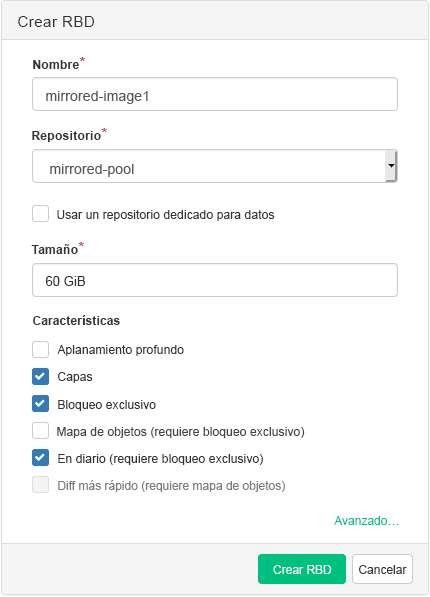 Crear RBD
Nombre*
mirrored-image1
Repositorio*
mirrored-pool
Usar un repositorio dedicado para datos
Tamaño*
60 GiB
Características
Aplanamiento profundo
Capas
Bloqueo exclusivo
Mapa de objetos (requiere bloqueo exclusivo)
En diario (requiere bloqueo exclusivo)
Diff más rápido (requiere mapa de objetos)
Avanzado...
Crear RBD Cancelar